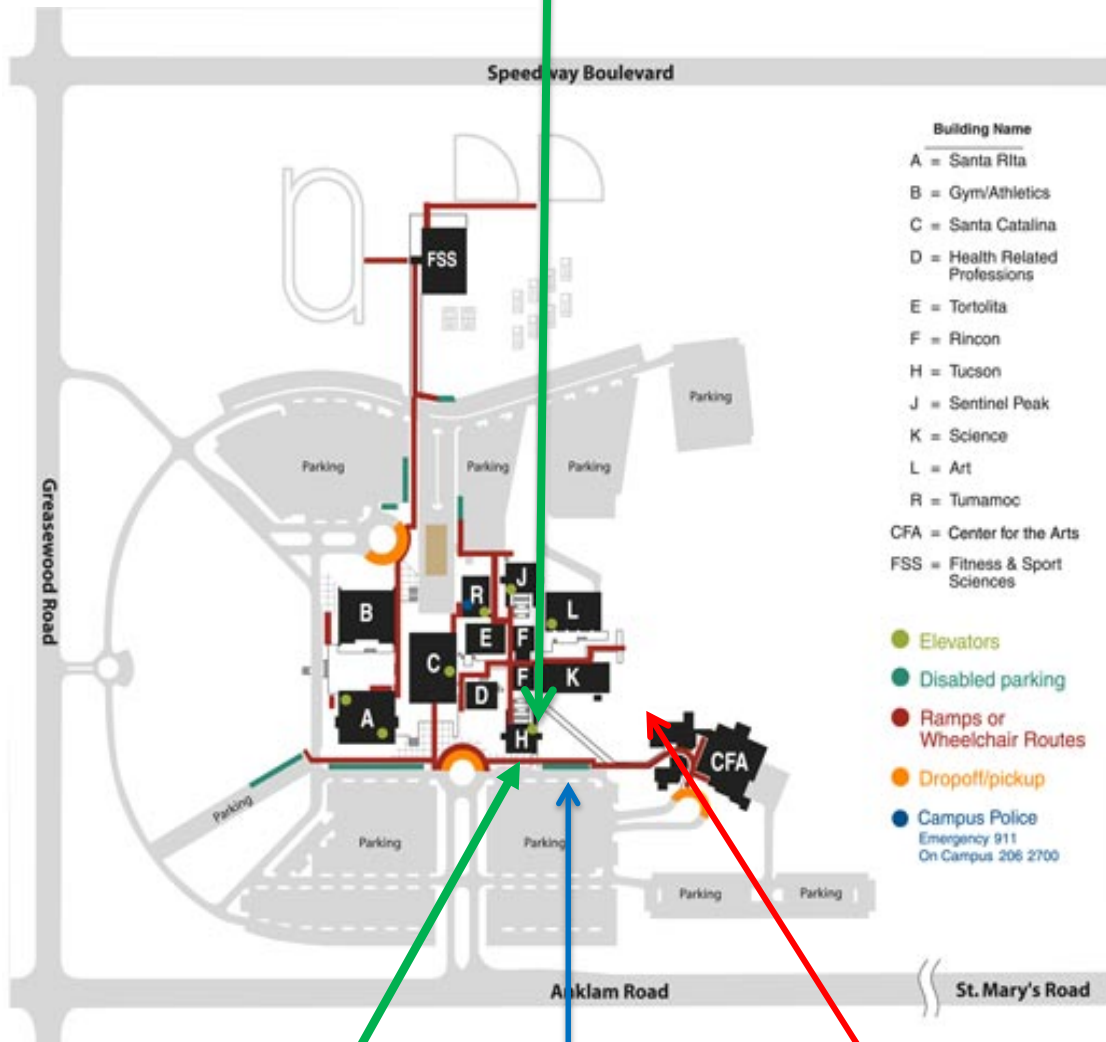 Speedway Boulevard
Building Name
A = Santa RIta
B = Gym/Athletics
C = Santa Catalina
D = Health Related
Professions
E = Tortolita
F = Rincon
H = Tucson
J = Sentinel Peak
K = Science
L = Art
R = Tumamoc
CFA = Center for the Arts
FSS = Fitness & Sport
Sciences
Elevators
Disabled parking
Ramps or
Wheelchair Routes
Dropoff/pickup
Campus Police
Emergency 911
On Campus 206 2700
FSS
Parking
Parking
Parking
Parking
Greasewood Road
J
R
B
L
E
F
C
F
K
D
A
H
CFA
Parking
Parking
Parking
Parking
Parking
Anklam Road
St. Mary's Road